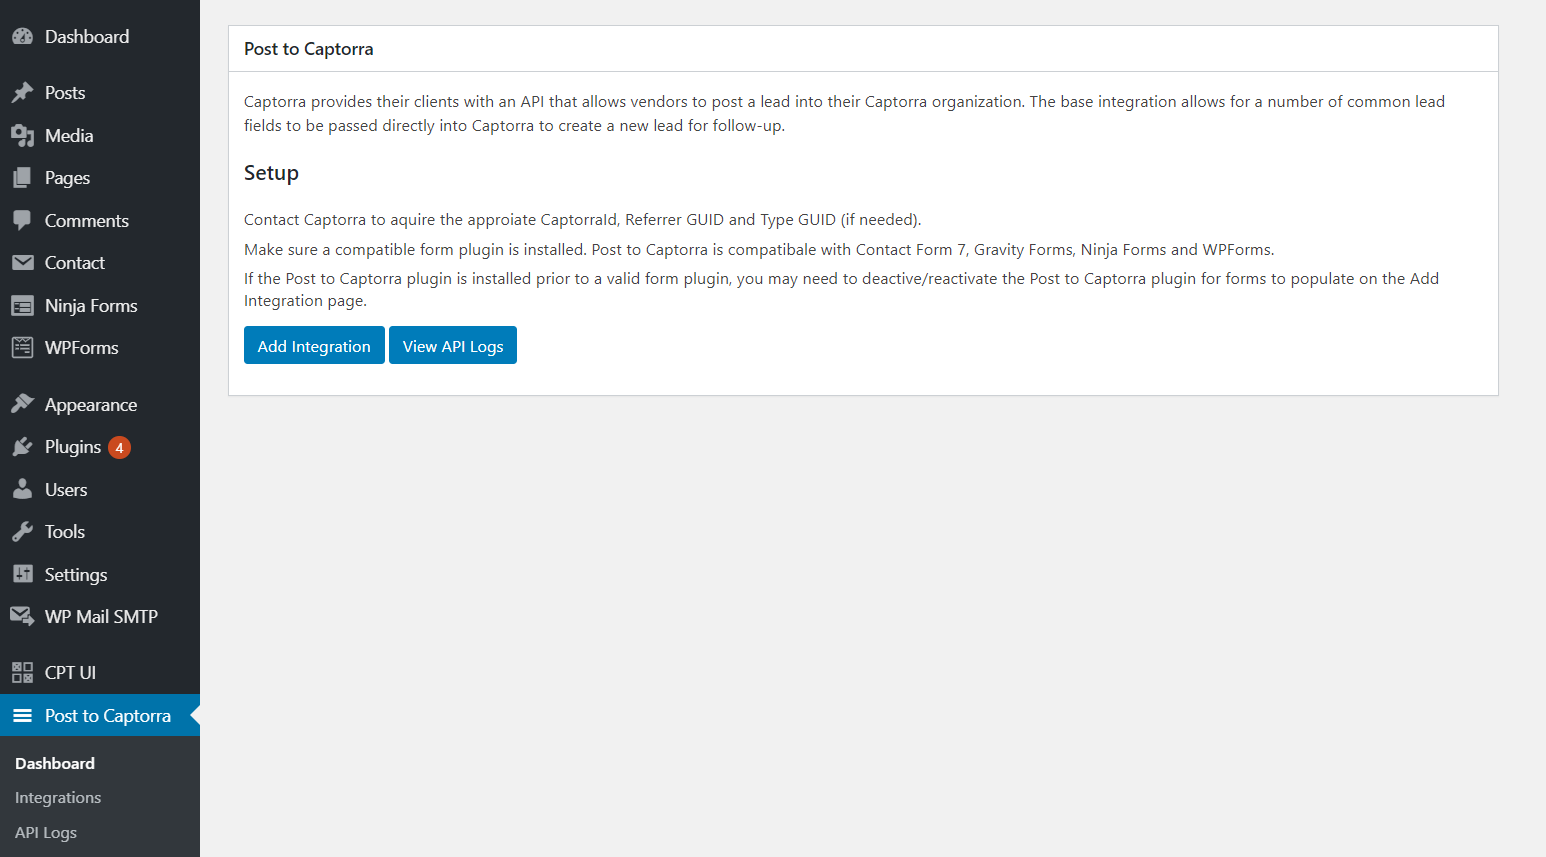 Dashboard
Posts
Media
Pages
Comments
Contact
Ninja Forms
WPForms
Appearance
Plugins 4
Users
Tools
Settings
WP Mail SMTP
CPT UI
Post to Captorra
Dashboard
Integrations
API Logs
Post to Captorra
Captorra provides their clients with an API that allows vendors to post a lead into their Captorra organization. The base integration allows for a number of common lead
fields to be passed directly into Captorra to create a new lead for follow-up.
Setup
Contact Captorra to aquire the approiate CaptorraId, Referrer GUID and Type GUID (if needed).
Make sure a compatible form plugin is installed. Post to Captorra is compatibale with Contact Form 7, Gravity Forms, Ninja Forms and WPForms.
If the Post to Captorra plugin is installed prior to a valid form plugin, you may need to deactive/reactivate the Post to Captorra plugin for forms to populate on the Add
Integration page.
Add Integration View API Logs